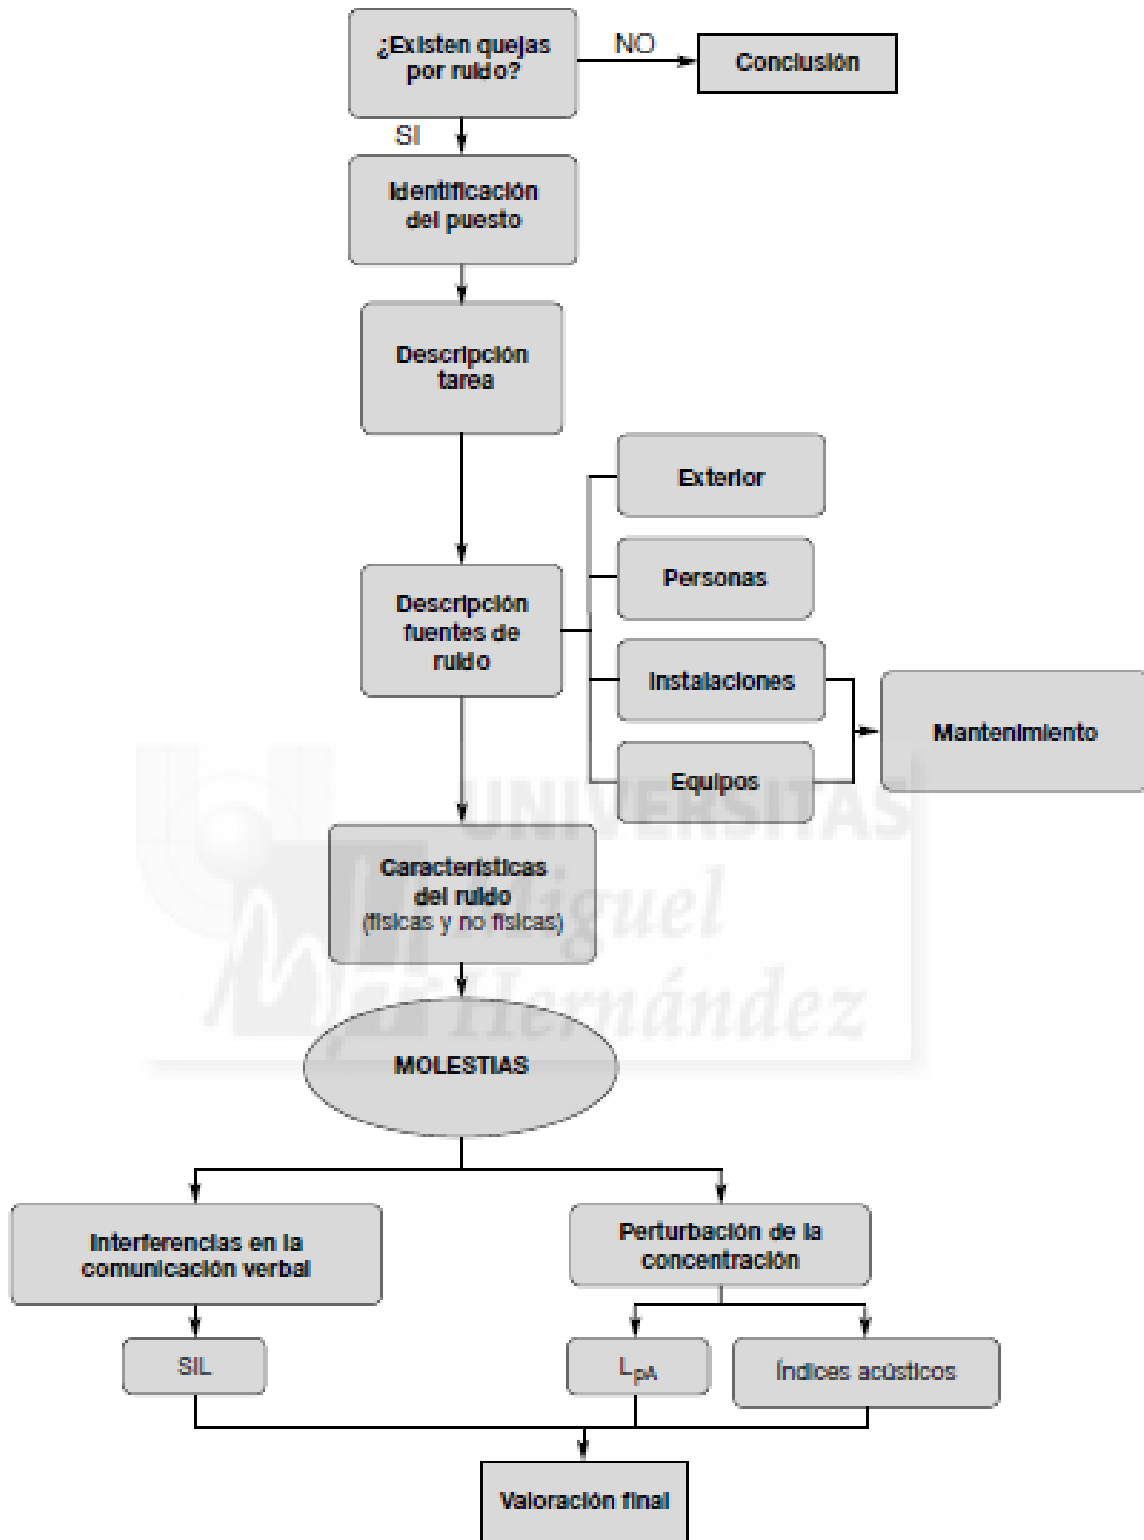 ¿Existen quejas
por ruido?
NO
Conclusión
SI
Identificación
del puesto
Descripción
tarea
Exterior
Personas
Descripción
fuentes de
ruido
Instalaciones
Equipos
Mantenimiento
UNIVERSITAS
Miguel
Hernández
Características
del ruido
(físicas y no físicas)
MOLESTIAS
Interferencias en la
comunicación verbal
Perturbación de la
concentración
SIL
LpA
Índices acústicos
Valoración final